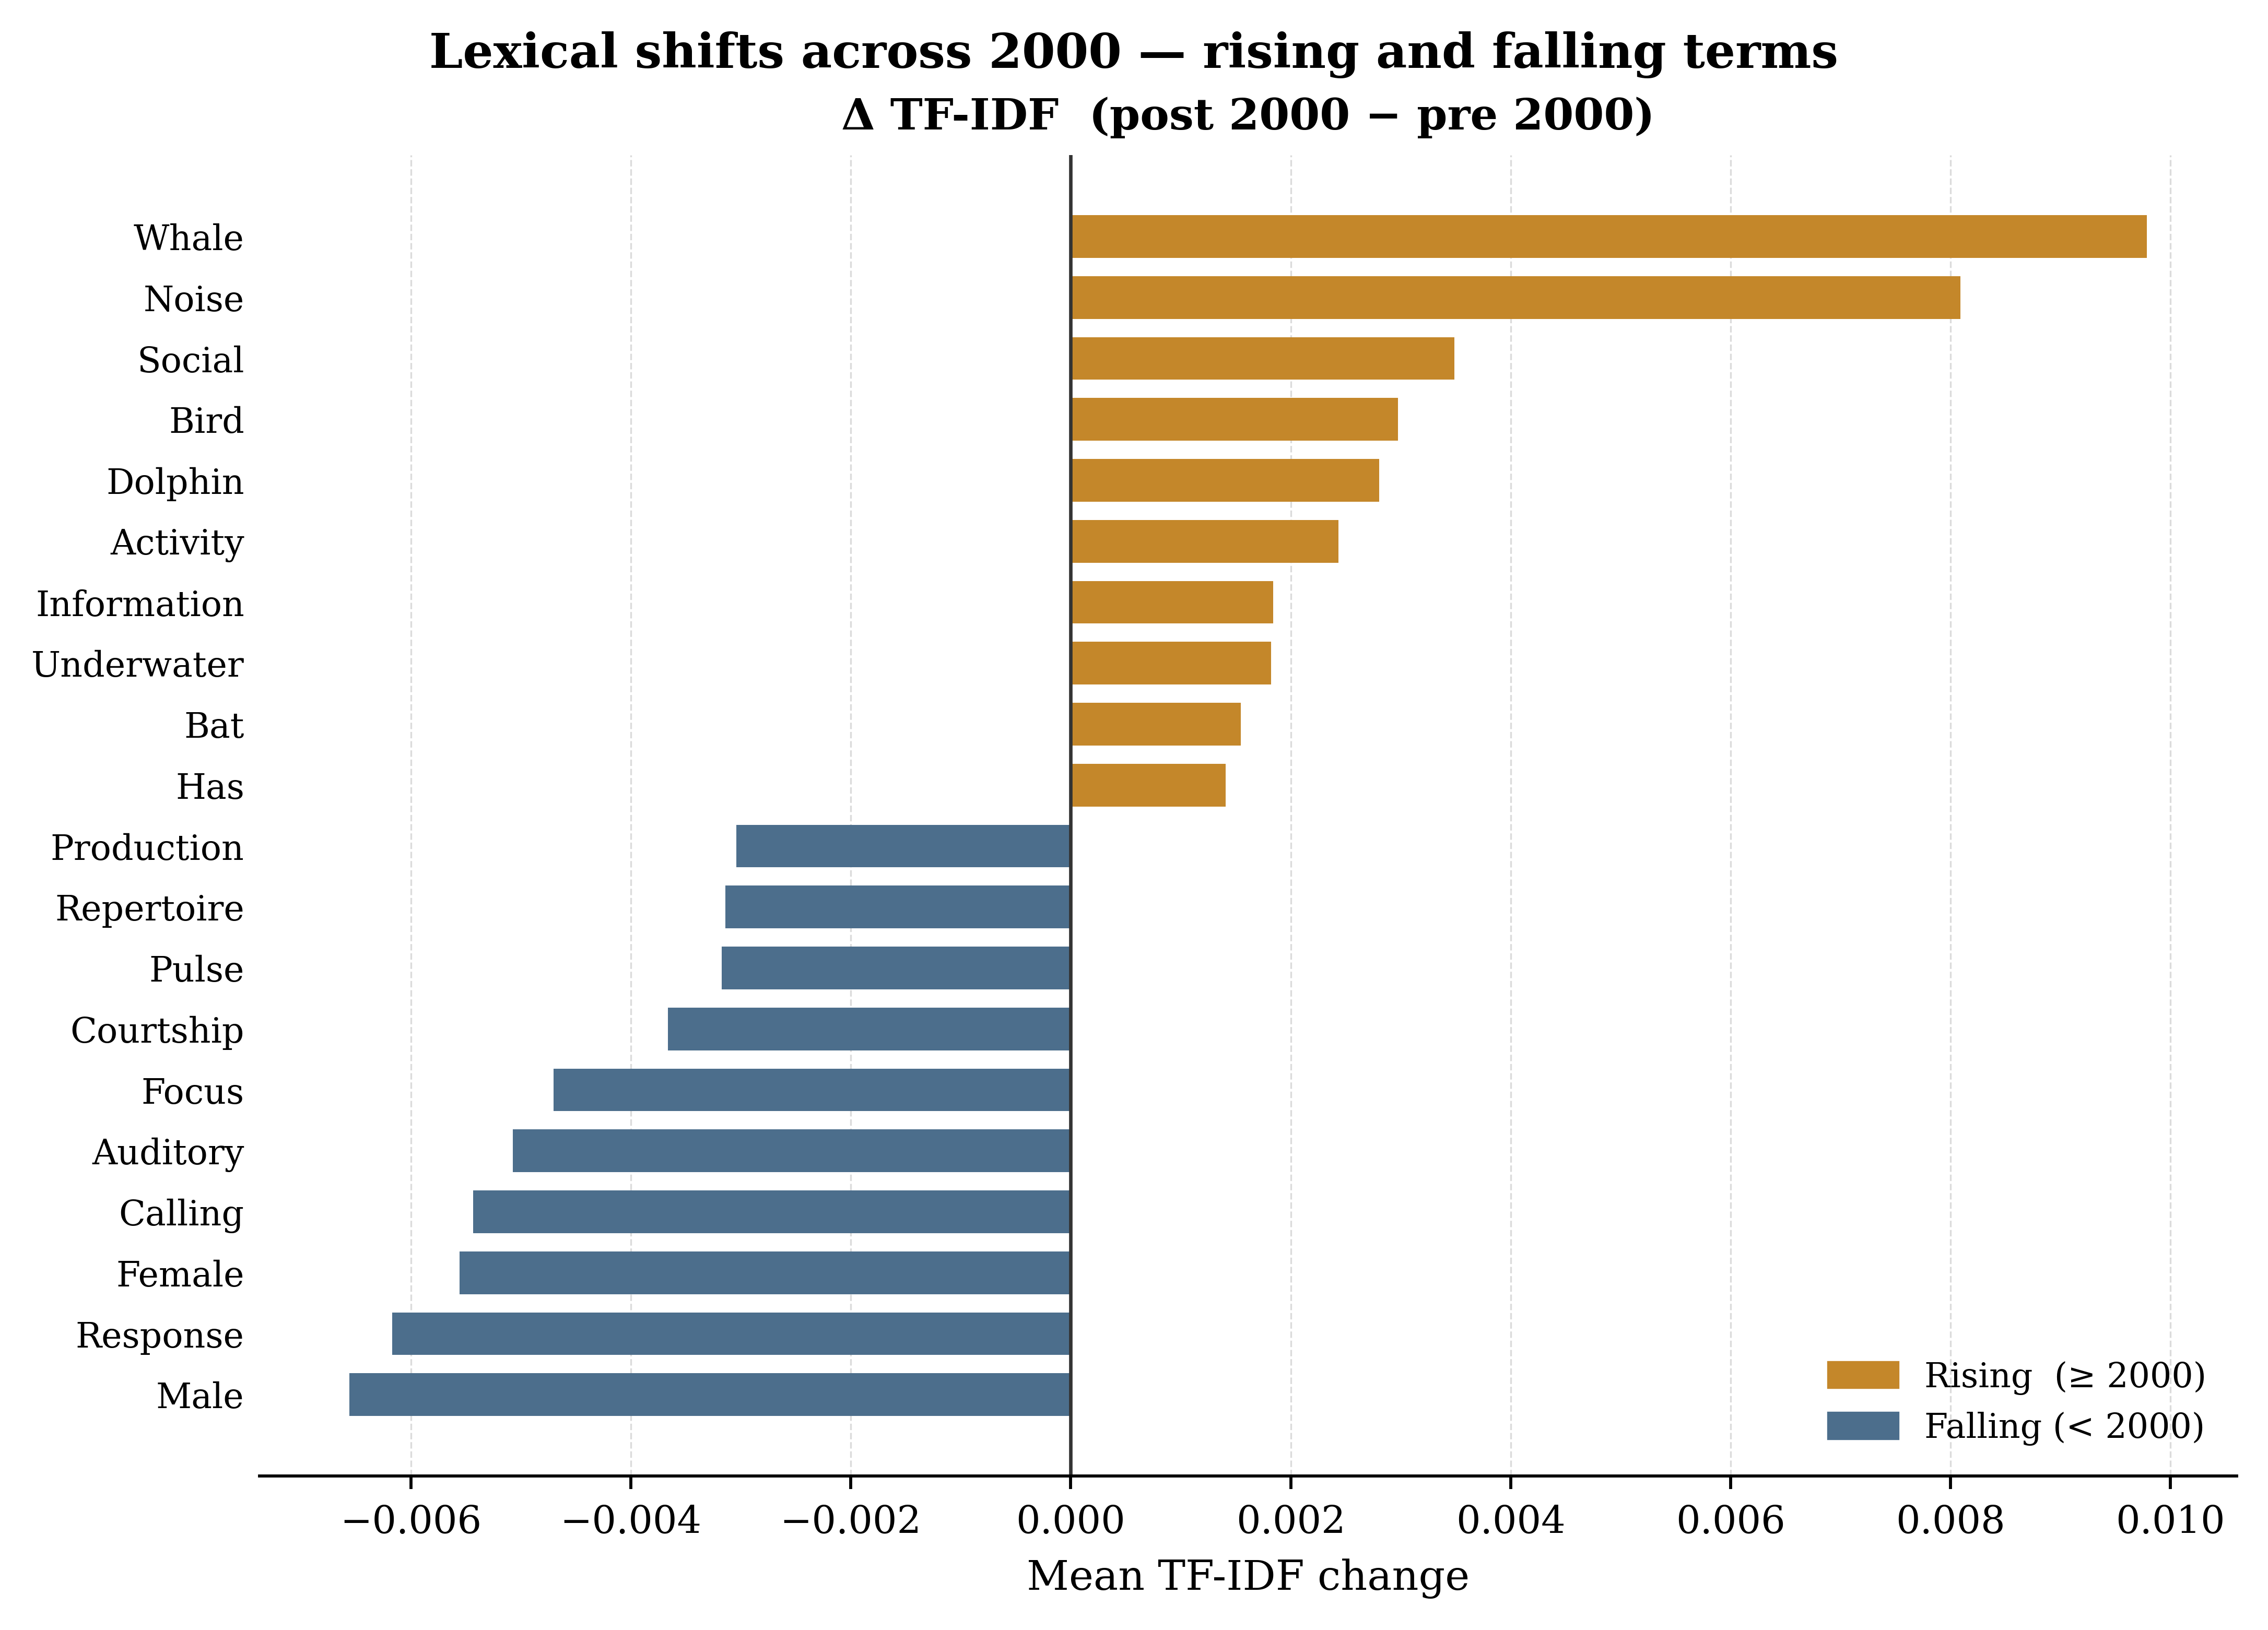 Lexical shifts across 2000 — rising and falling terms
Δ TF-IDF  (post 2000 − pre 2000)
Whale
Noise
Social
Bird
Dolphin
Activity
Information
Underwater
Bat
Has
Production
Repertoire
Pulse
Courtship
Focus
Auditory
Calling
Female
Response
Male
Rising  (≥ 2000)
Falling (< 2000)
−0.006 −0.004 −0.002 0.000 0.002 0.004 0.006 0.008 0.010
Mean TF-IDF change